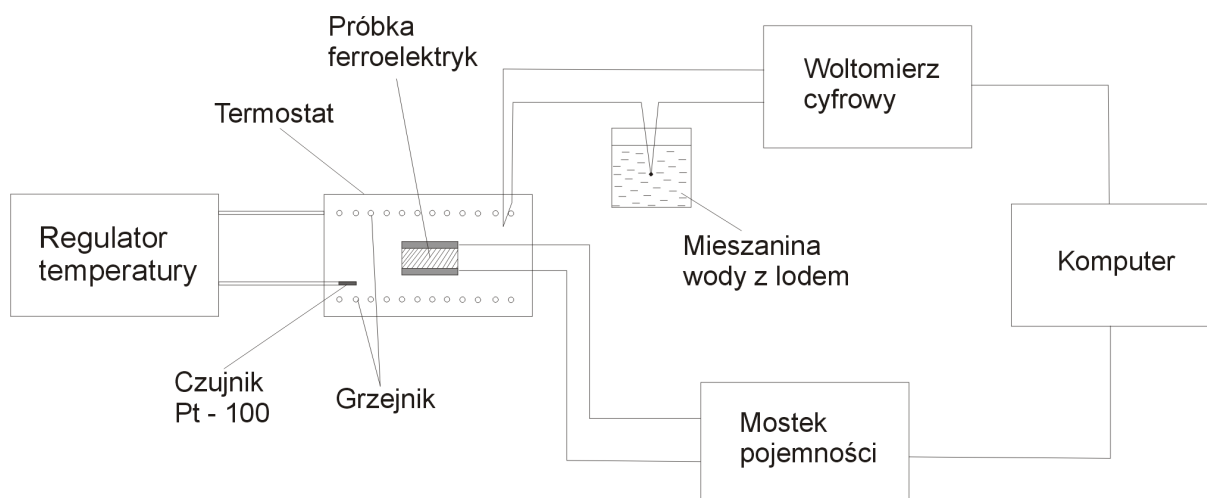 Próbka
ferroelektryk
Termostat
Woltomierz
cyfrowy
Regulator
temperatury
Mieszanina
wody z lodem
Komputer
Czujnik
Pt - 100
Grzejnik
Mostek
pojemności